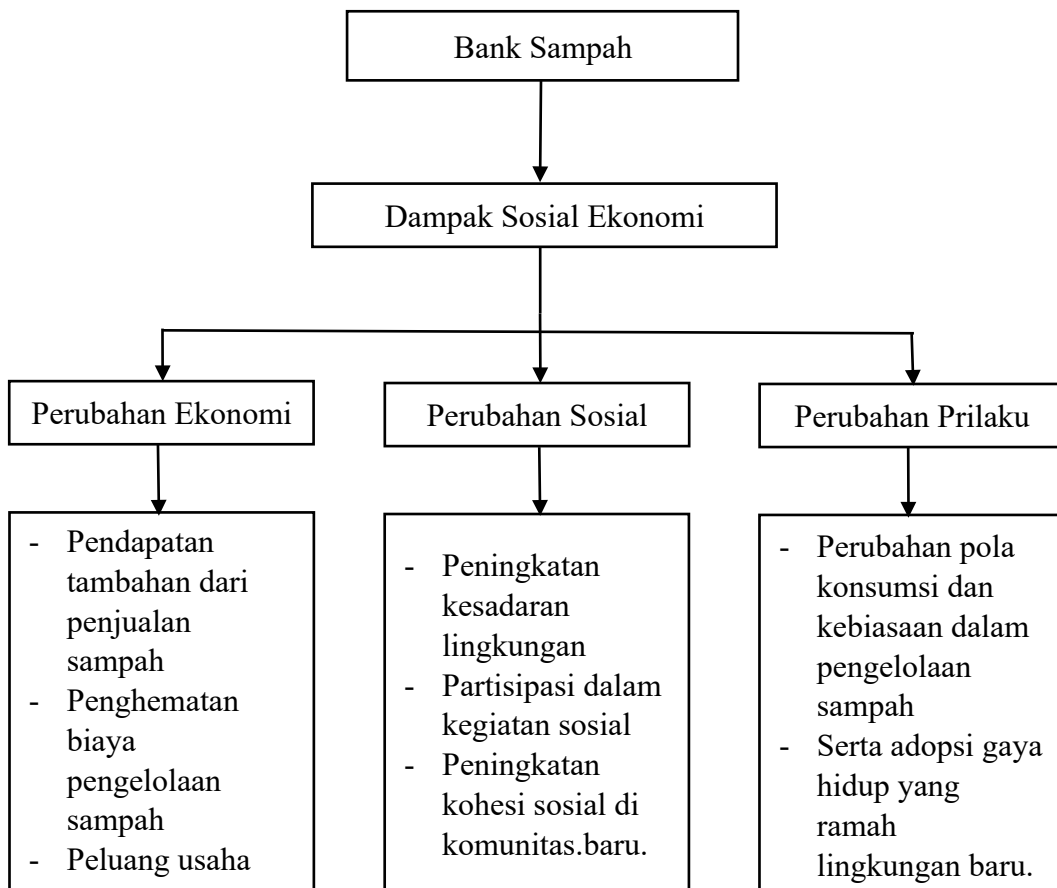 Bank Sampah
Dampak Sosial Ekonomi
Perubahan Ekonomi
Perubahan Sosial
Perubahan Prilaku
- Pendapatan
tambahan dari
penjualan
sampah
- Penghematan
biaya
pengelolaan
sampah
- Peluang usaha
- Peningkatan
kesadaran
lingkungan
- Partisipasi dalam
kegiatan sosial
- Peningkatan
kohesi sosial di
komunitas.baru.
- Perubahan pola
konsumsi dan
kebiasaan dalam
pengelolaan
sampah
- Serta adopsi gaya
hidup yang
ramah
lingkungan baru.